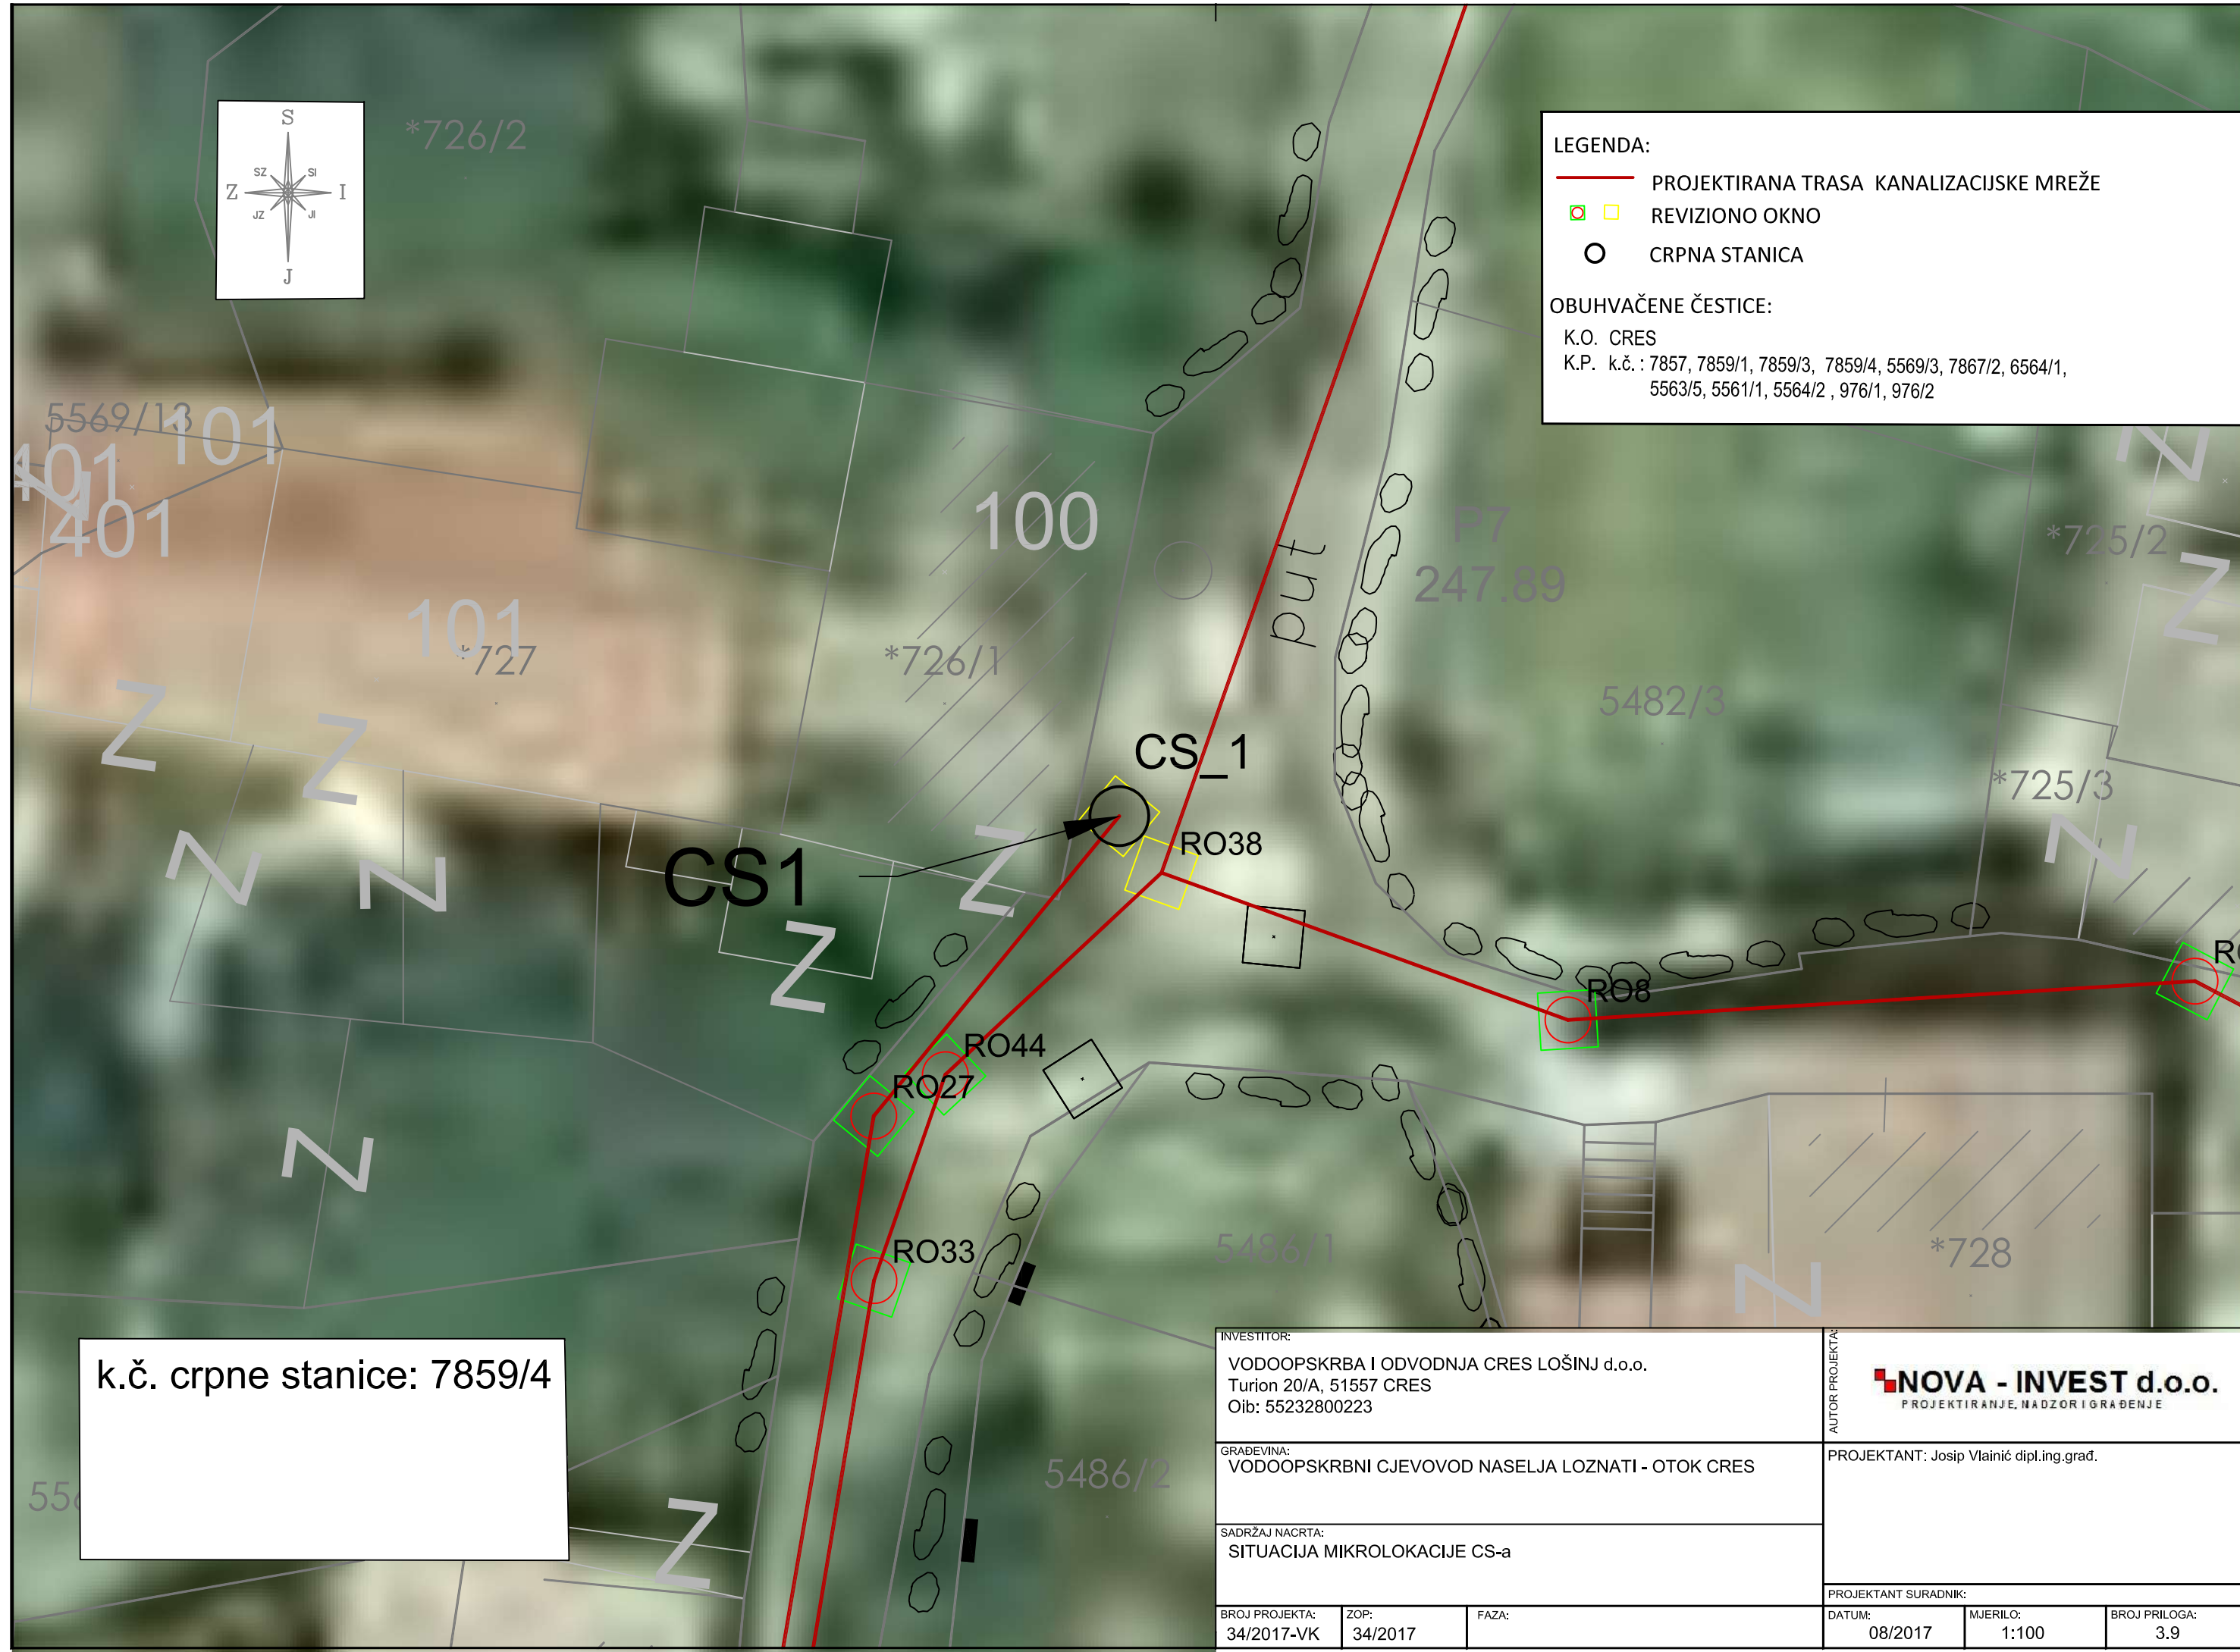 S
SZ SI
Z I
JZ JI
J
*726/2
LEGENDA:
PROJEKTIRANA TRASA KANALIZACIJSKE MREŽE
REVIZIONO OKNO
CRPNA STANICA
OBUHVAČENE ČESTICE:
K.O. CRES
K.P. k.č. : 7857, 7859/1, 7859/3, 7859/4, 5569/3, 7867/2, 6564/1,
5563/5, 5561/1, 5564/2 , 976/1, 976/2
5569/13
101
401
401
100
P7
247.89
put
*725/2
Z
Z
101
*727
*726/1
5482/3
*725/3
Z
Z
Z
Z
Z
Z
Z
Z
CS_1
CS1
RO38
RO8
RO44
RO27
RO33
Z
5486/1
*728
Z
5486/2
Z
k.č. crpne stanice: 7859/4
INVESTITOR:
VODOOPSKRBA I ODVODNJA CRES LOŠINJ d.o.o.
Turion 20/A, 51557 CRES
Oib: 55232800223
AUTOR PROJEKTA:
NOVA - INVEST d.o.o.
PROJEKTIRANJE, NADZOR I GRAĐENJE
GRAĐEVINA:
VODOOPSKRBNI CJEVOVOD NASELJA LOZNATI - OTOK CRES
PROJEKTANT: Josip Vlainić dipl.ing.građ.
SADRŽAJ NACRTA:
SITUACIJA MIKROLOKACIJE CS-a
PROJEKTANT SURADNIK:
BROJ PROJEKTA:
34/2017-VK
ZOP:
34/2017
FAZA:
DATUM:
08/2017
MJERILO:
1:100
BROJ PRILOGA:
3.9